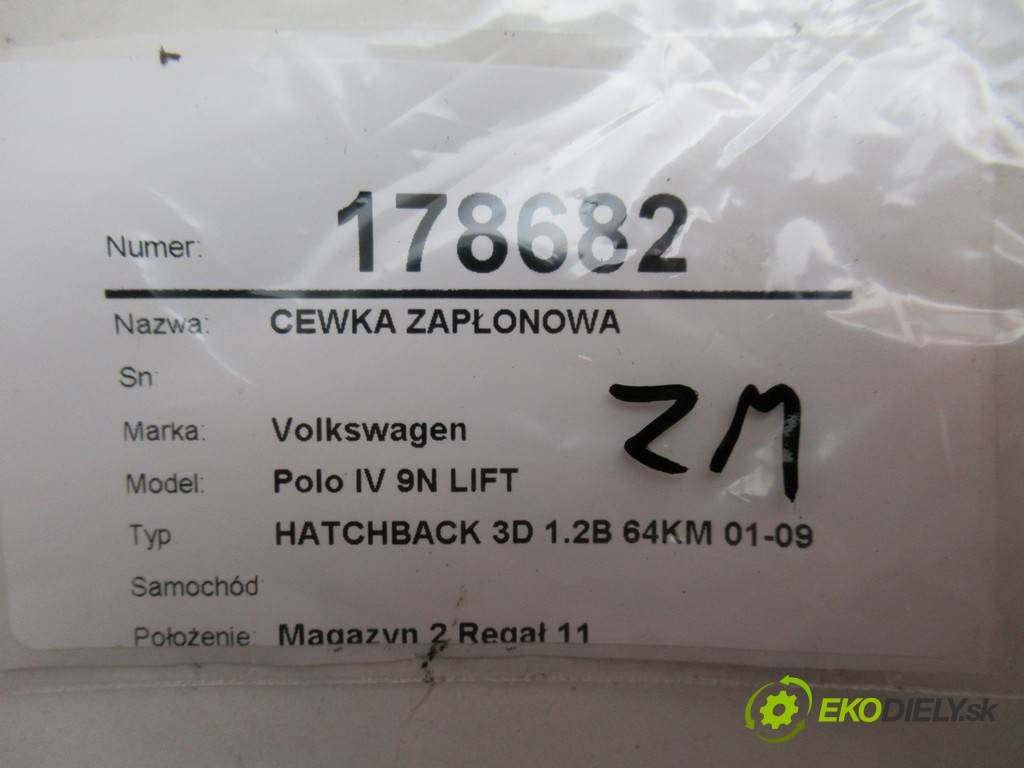 Numer: 178682
Nazwa: CEWKA ZAPŁONOWA
Sn:
Marka: Volkswagen
ZM
Model: Polo IV 9N LIFT
Typ HATCHBACK 3D 1.2B 64KM 01-09
Samochód
Położenie: Magazyn 2 Regał 11
EKODIELY.sk